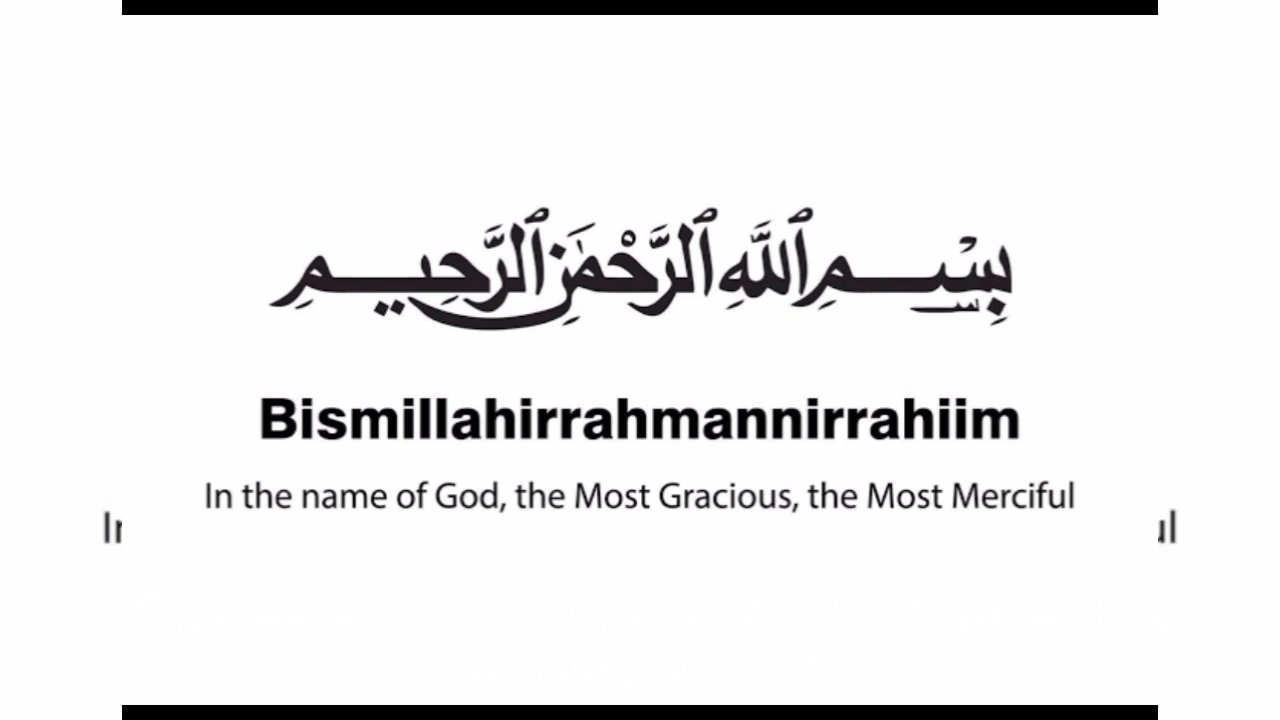 بِسْمِ ٱللَّهِ ٱلرَّحْمَٰنِ ٱلرَّحِيمِ
Bismillahirrahmannirrahiim
In the name of God, the Most Gracious, the Most Merciful